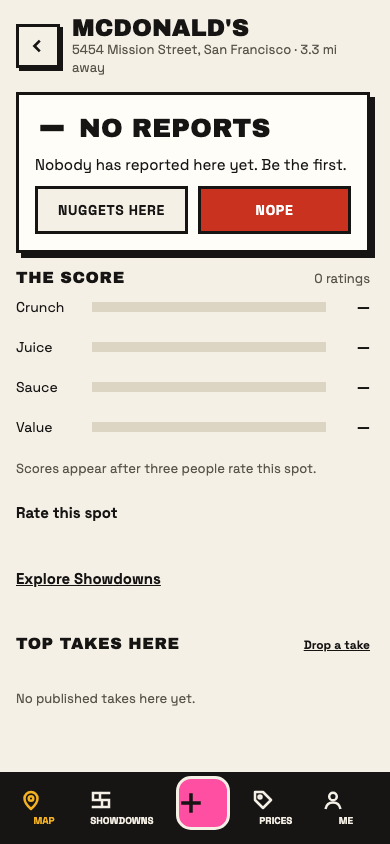 MCDONALD'S
5454 Mission Street, San Francisco · 3.3 mi
away
— NO REPORTS
Nobody has reported here yet. Be the first.
NUGGETS HERE
NOPE
THE SCORE
0 ratings
Crunch —
Juice —
Sauce —
Value —
Scores appear after three people rate this spot.
Rate this spot
Explore Showdowns
TOP TAKES HERE
Drop a take
No published takes here yet.
MAP
SHOWDOWNS
+
PRICES
ME